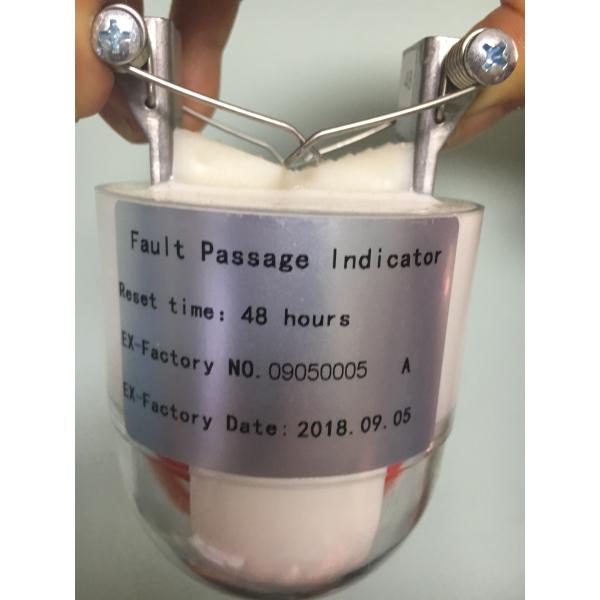 Fault Passage Indicator
Reset time: 48 hours
EX-Factory NO. 09050005 A
EX-Factory Date: 2018.09.05